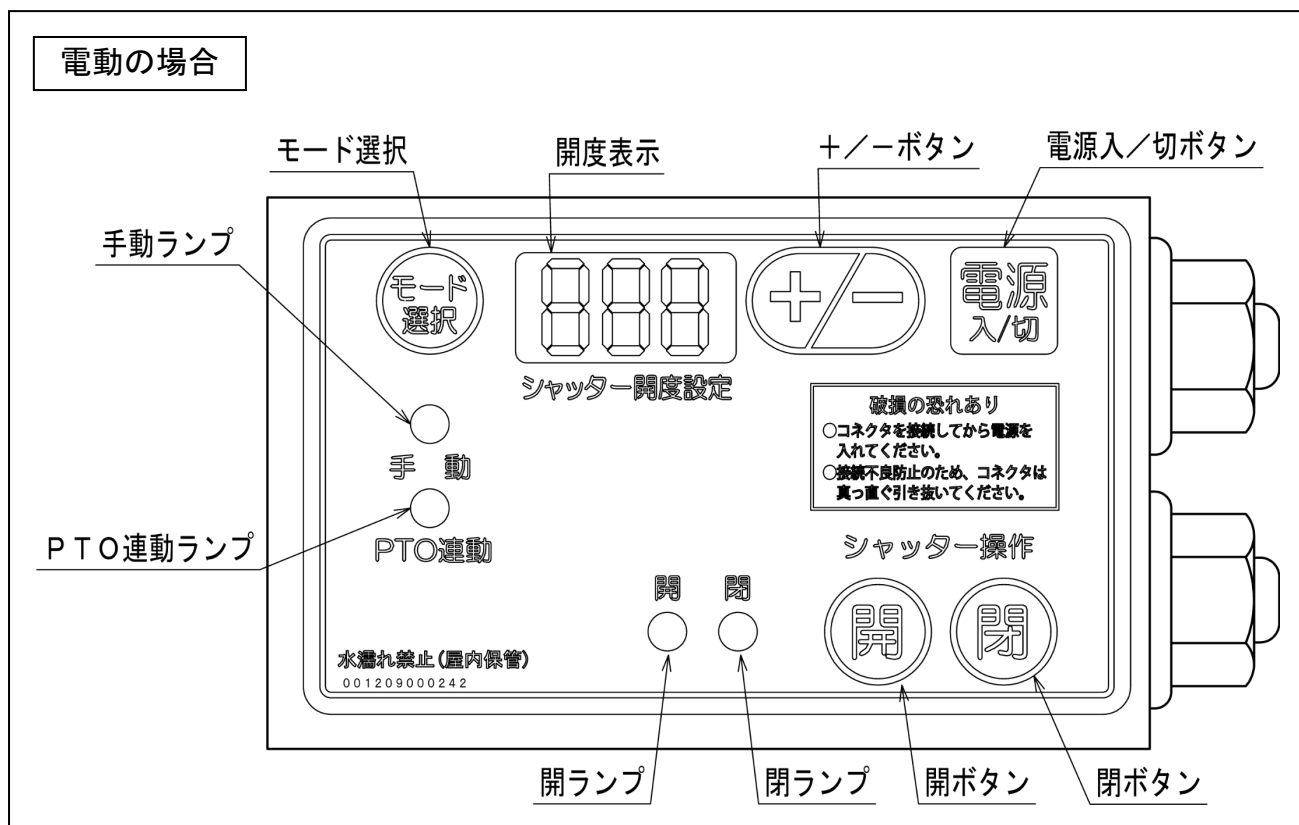 電動の場合
モード選択
開度表示
+/−ボタン
電源入/切ボタン
手動ランプ
モード
選択
888
+/−
電源
入/切
シャッター開度設定
破損の恐れあり
○コネクタを接続してから電源を
入れてください。
○接続不良防止のため、コネクタは
真っ直ぐ引き抜いてください。
手 動
PTO連動ランプ
PTO連動
シャッター操作
開 閉
開
閉
水濡れ禁止(屋内保管)
001209000242
開ランプ
閉ランプ
開ボタン
閉ボタン